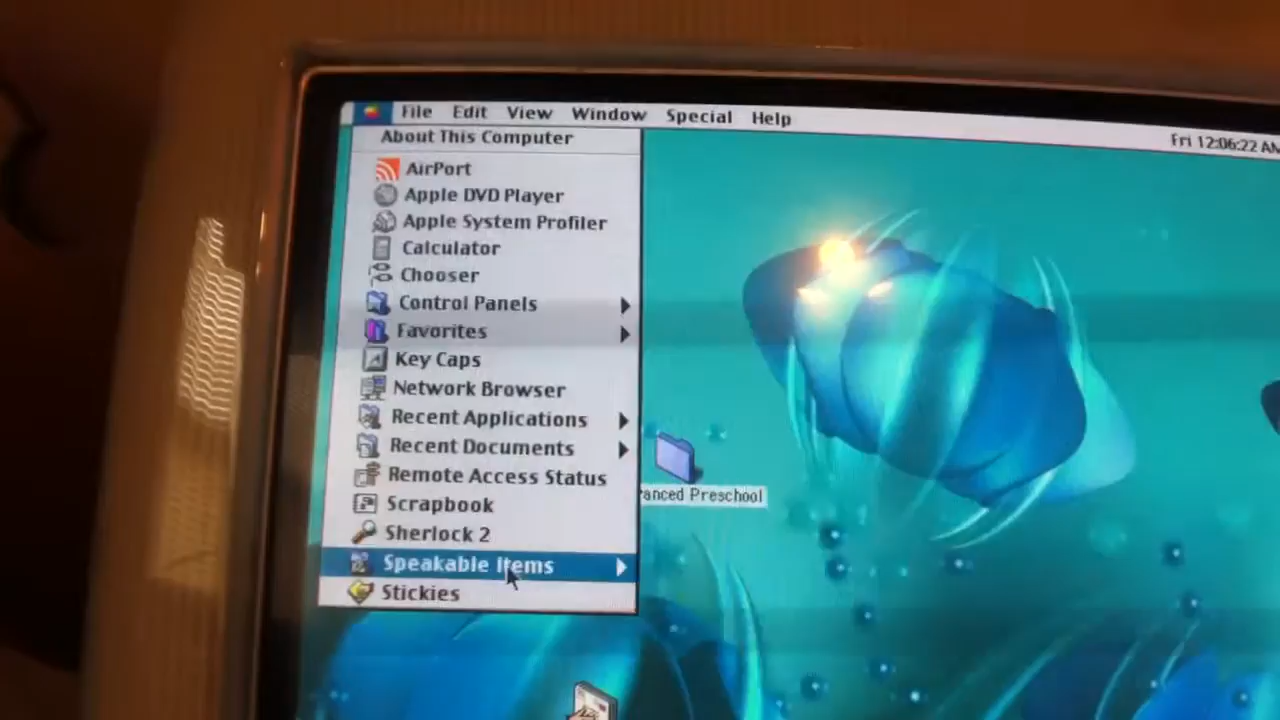 File Edit View Window Special Help
Fri 12:06:22 AM
About This Computer
AirPort
Apple DVD Player
Apple System Profiler
Calculator
Chooser
Control Panels
Favorites
Key Caps
Network Browser
Recent Applications
Recent Documents
Remote Access Status
Scrapbook
Sherlock 2
Speakable Items
Stickies
anced Preschool